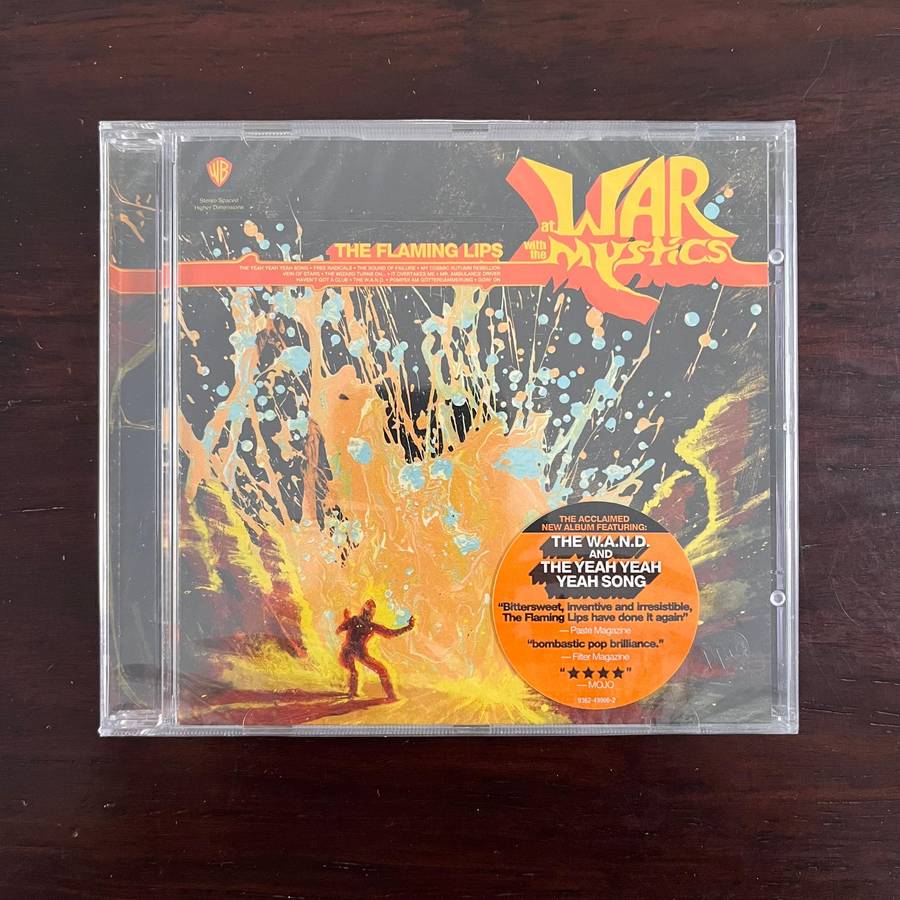 WB
Stereo Spaced
Higher Dimensions
at WAR
with the MYSTICS
THE FLAMING LIPS
THE YEAH YEAH YEAH SONG • FREE RADICALS • THE SOUND OF FAILURE • MY COSMIC AUTUMN REBELLION
VEIN OF STARS • THE WIZARD TURNS ON... • IT OVERTAKES ME • MR. AMBULANCE DRIVER
HAVEN'T GOT A CLUE • THE W.A.N.D. • POMPEII AM GÖTTERDÄMMERUNG • GOIN' ON
THE ACCLAIMED
NEW ALBUM FEATURING:
THE W.A.N.D.
AND
THE YEAH YEAH
YEAH SONG
"Bittersweet, inventive and irresistible,
The Flaming Lips have done it again"
— Paste Magazine
"bombastic pop brilliance."
— Filter Magazine
"★★★★"
— MOJO
9362-49966-2